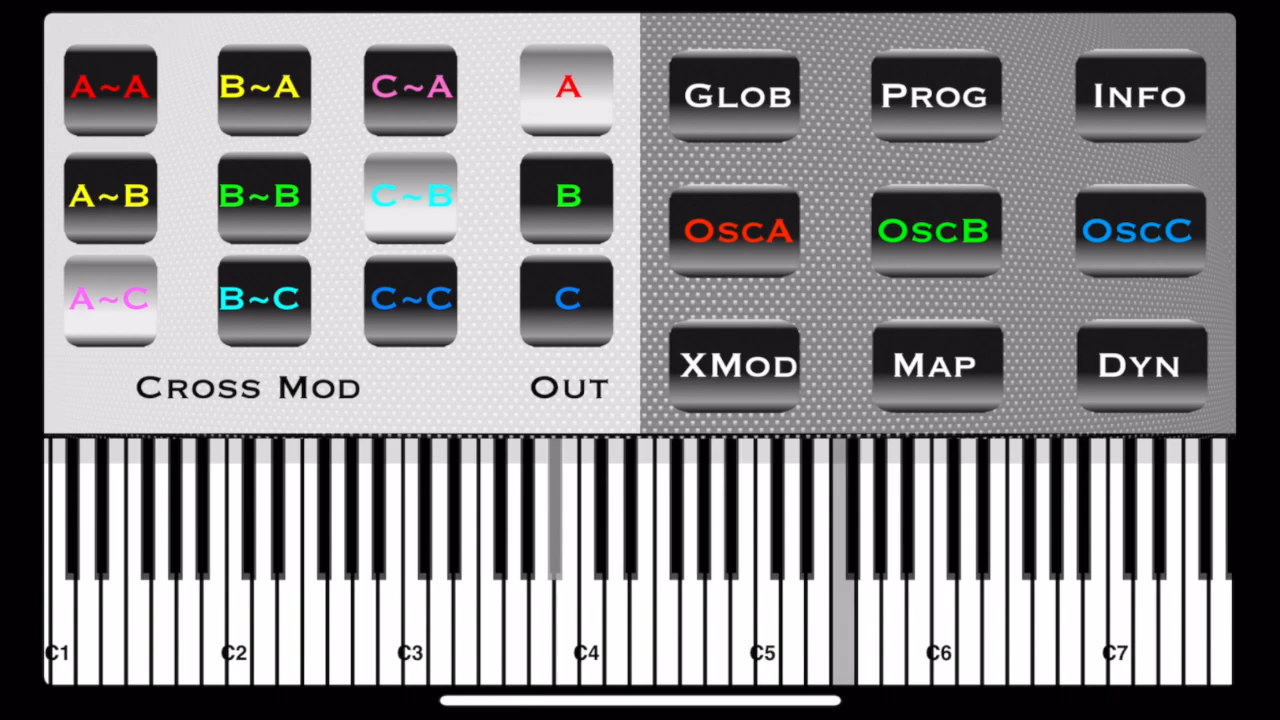 A~A B~A C~A A
A~B B~B C~B B
A~C B~C C~C C
Cross Mod Out
Glob Prog Info
OscA OscB OscC
XMod Map Dyn
C1 C2 C3 C4 C5 C6 C7